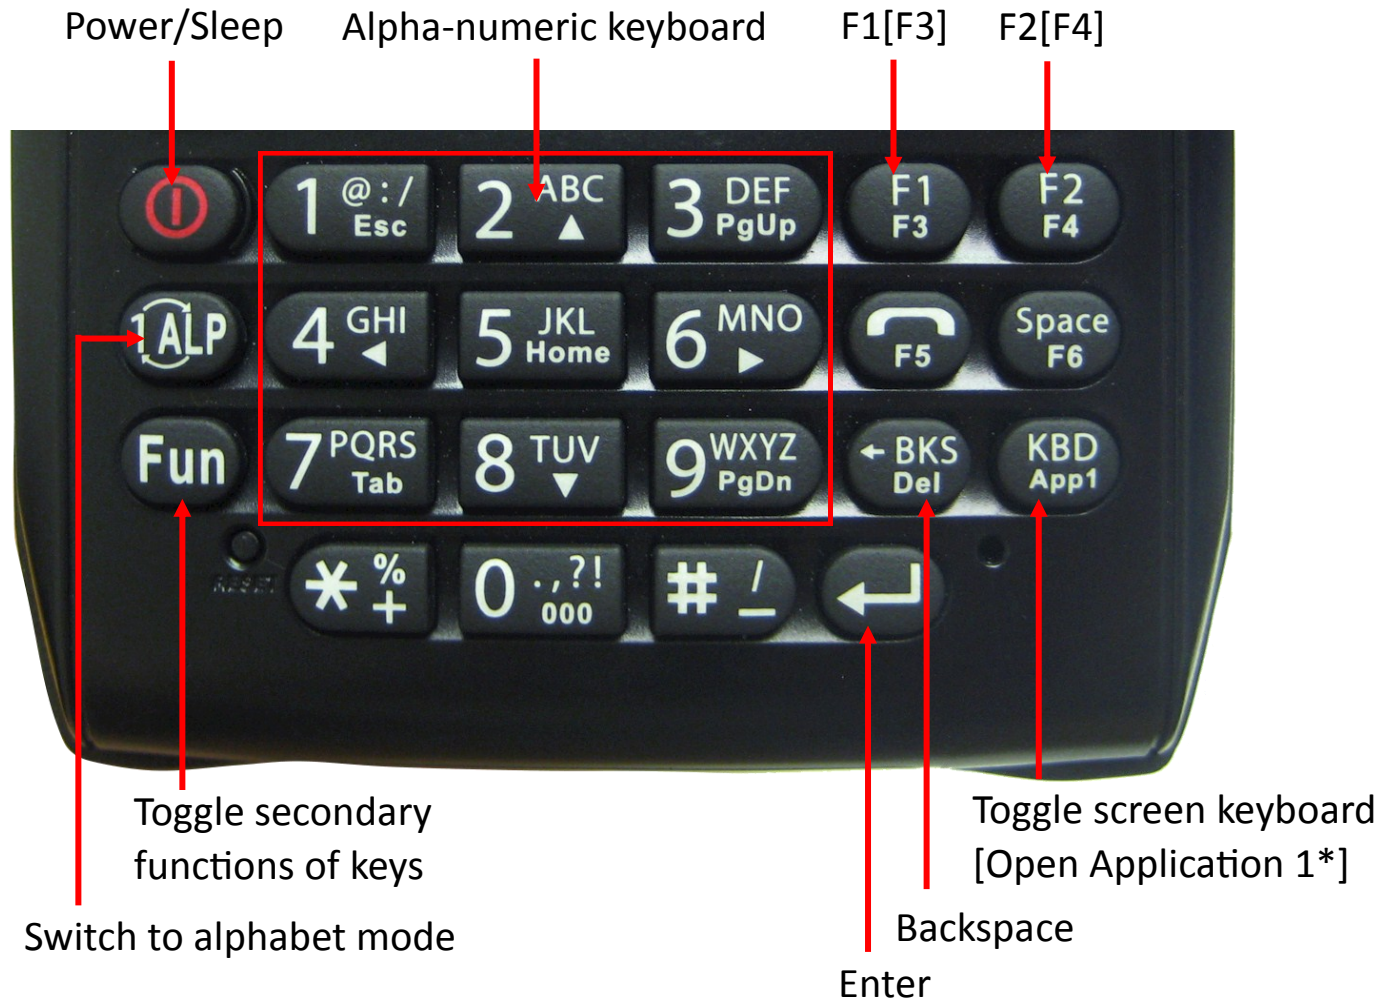 Power/Sleep
Alpha-numeric keyboard
F1[F3]
F2[F4]
1 @:/
Esc
2 ABC
▲
3 DEF
PgUp
F1
F3
F2
F4
1 ALP
4 GHI
◀
5 JKL
Home
6 MNO
▶
F5
Space
F6
Fun
7 PQRS
Tab
8 TUV
▼
9 WXYZ
PgDn
← BKS
Del
KBD
App1
RESET
* %
+
0 .,?!
000
# /
_
Toggle secondary
functions of keys
Toggle screen keyboard
[Open Application 1*]
Switch to alphabet mode
Backspace
Enter